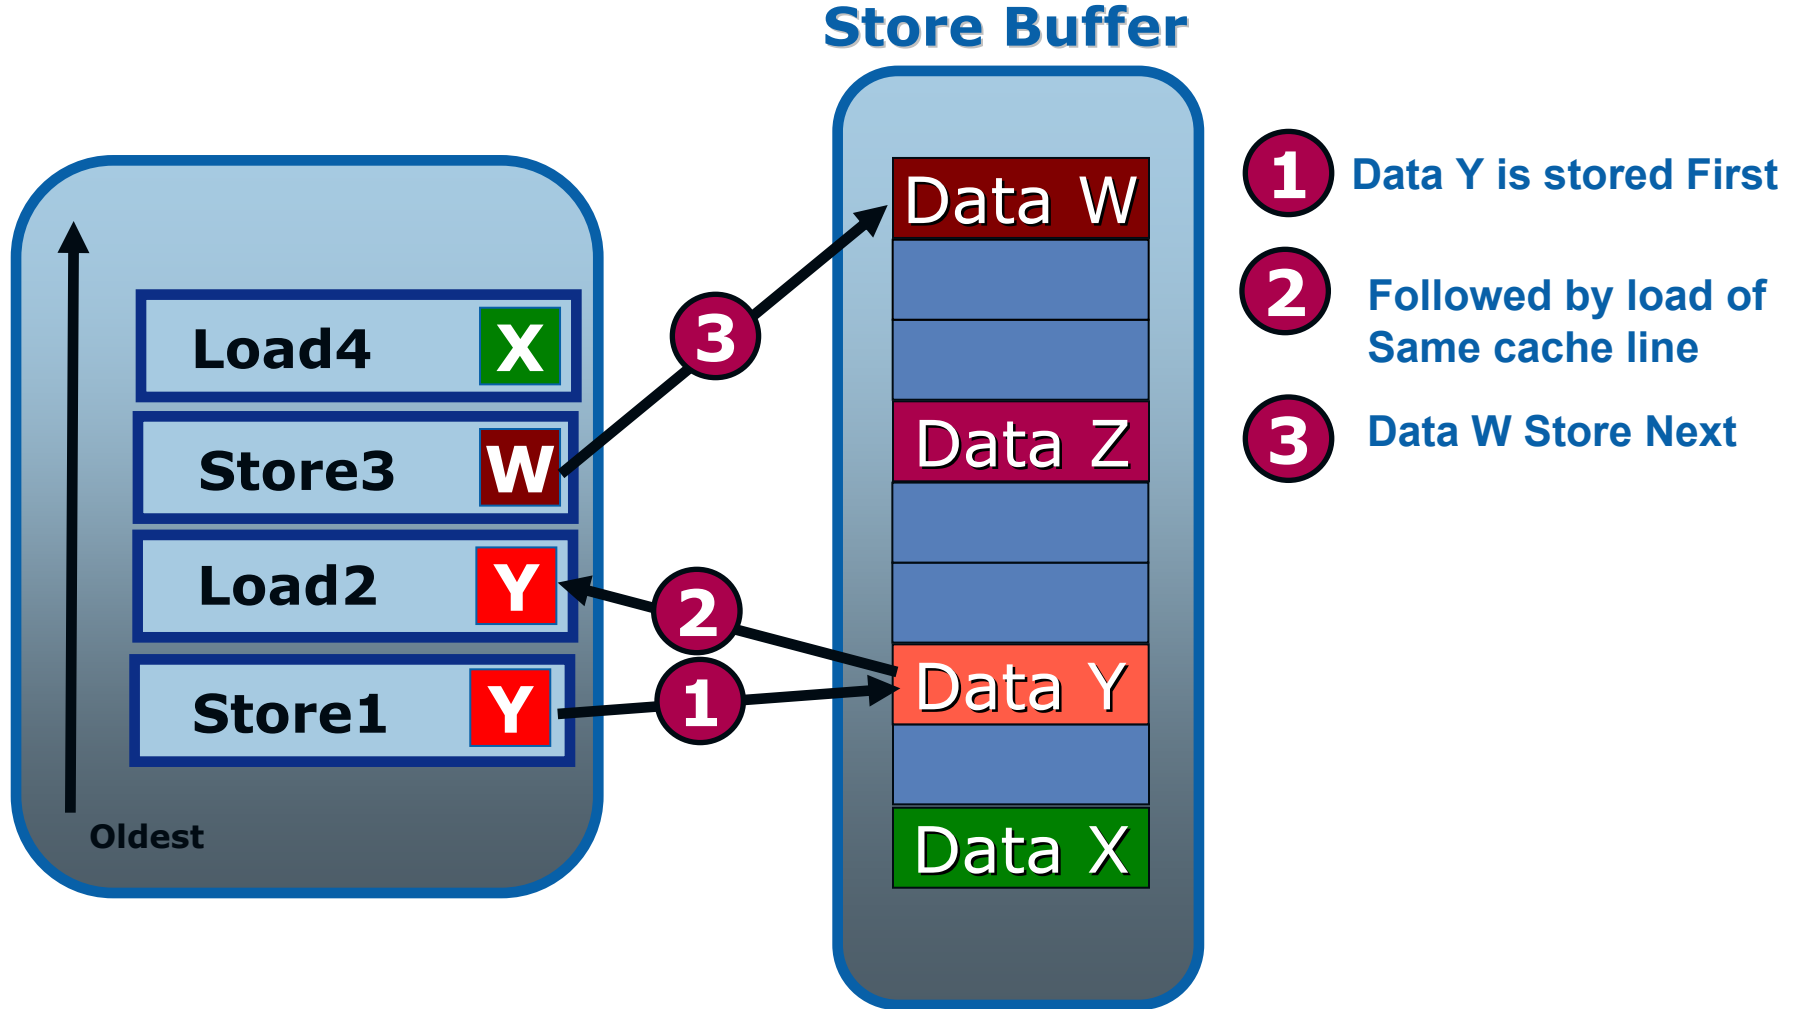 Store Buffer
Load4 X
Store3 W
Load2 Y
Store1 Y
Oldest
3
2
1
Data W
Data Z
Data Y
Data X
1 Data Y is stored First
2 Followed by load of
Same cache line
3 Data W Store Next